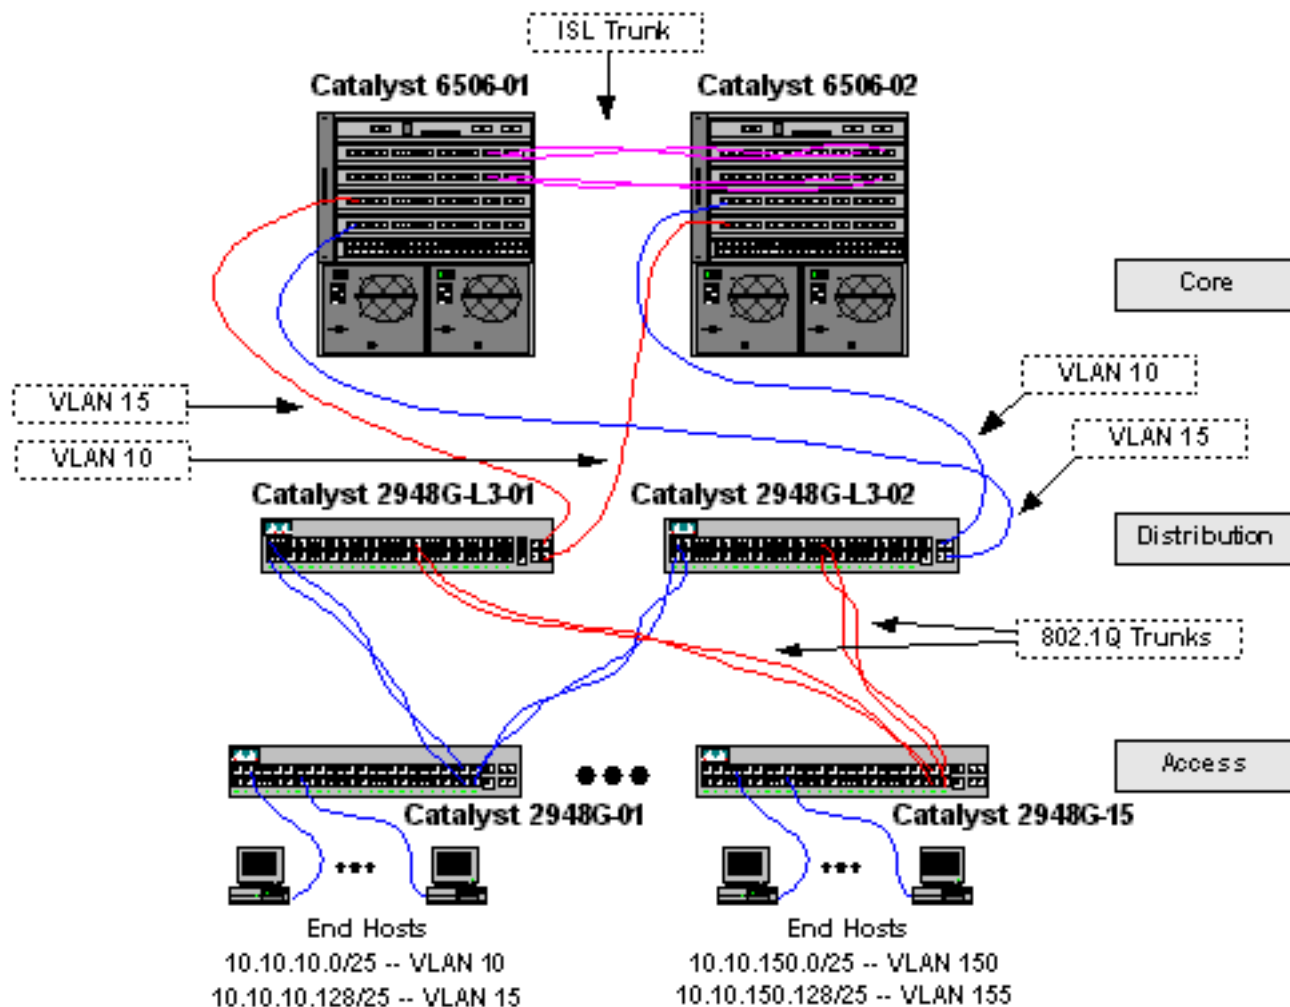 ISL Trunk
Catalyst 6506-01
Catalyst 6506-02
Core
VLAN 10
VLAN 15
VLAN 15
VLAN 10
Catalyst 2948G-L3-01
Catalyst 2948G-L3-02
Distribution
802.1Q Trunks
Access
Catalyst 2948G-01
Catalyst 2948G-15
End Hosts
10.10.10.0/25 -- VLAN 10
10.10.10.128/25 -- VLAN 15
End Hosts
10.10.150.0/25 -- VLAN 150
10.10.150.128/25 -- VLAN 155